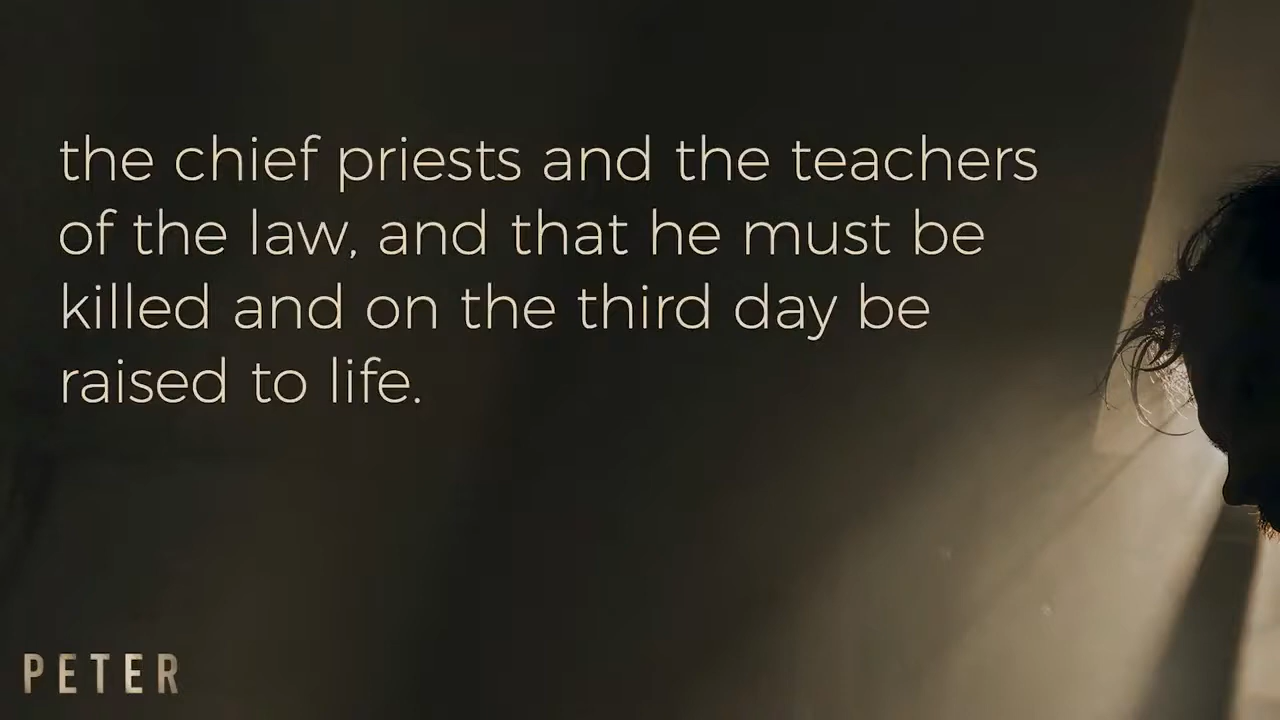 the chief priests and the teachers
of the law, and that he must be
killed and on the third day be
raised to life.
PETER